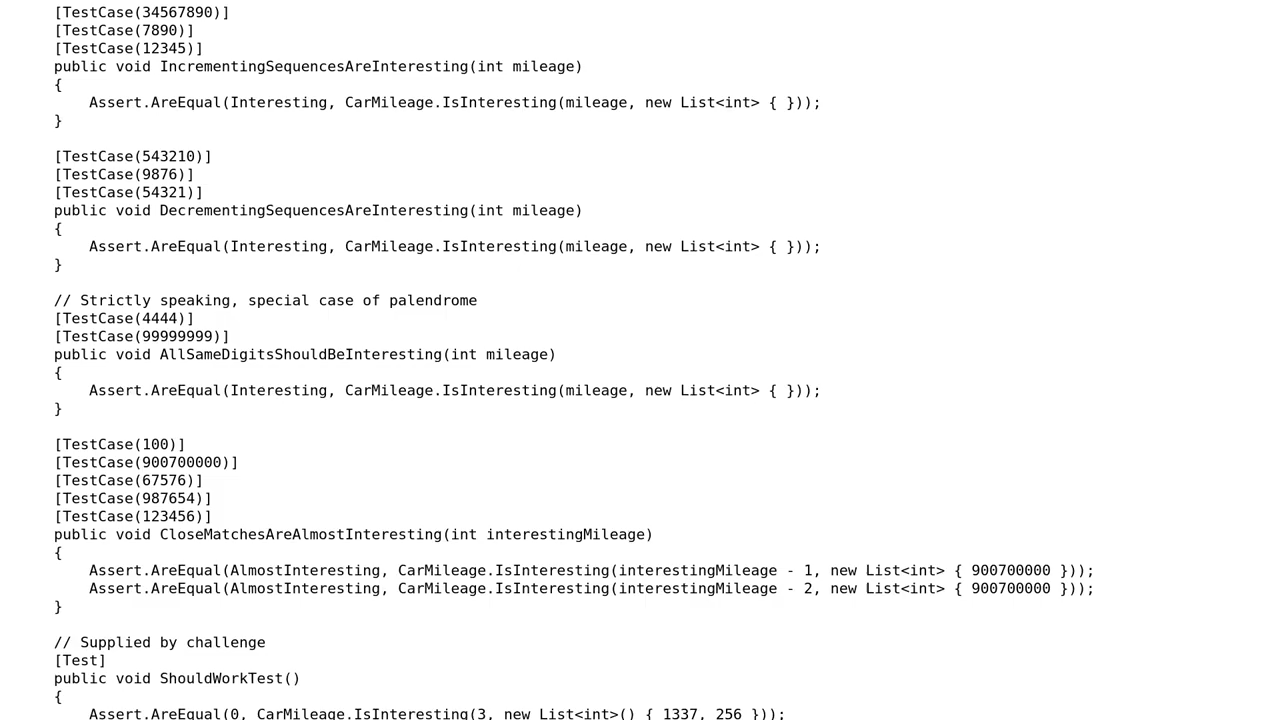 [TestCase(34567890)]
[TestCase(7890)]
[TestCase(12345)]
public void IncrementingSequencesAreInteresting(int mileage)
{
    Assert.AreEqual(Interesting, CarMileage.IsInteresting(mileage, new List<int> { }));
}

[TestCase(543210)]
[TestCase(9876)]
[TestCase(54321)]
public void DecrementingSequencesAreInteresting(int mileage)
{
    Assert.AreEqual(Interesting, CarMileage.IsInteresting(mileage, new List<int> { }));
}

// Strictly speaking, special case of palendrome
[TestCase(4444)]
[TestCase(99999999)]
public void AllSameDigitsShouldBeInteresting(int mileage)
{
    Assert.AreEqual(Interesting, CarMileage.IsInteresting(mileage, new List<int> { }));
}

[TestCase(100)]
[TestCase(900700000)]
[TestCase(67576)]
[TestCase(987654)]
[TestCase(123456)]
public void CloseMatchesAreAlmostInteresting(int interestingMileage)
{
    Assert.AreEqual(AlmostInteresting, CarMileage.IsInteresting(interestingMileage - 1, new List<int> { 900700000 }));
    Assert.AreEqual(AlmostInteresting, CarMileage.IsInteresting(interestingMileage - 2, new List<int> { 900700000 }));
}

// Supplied by challenge
[Test]
public void ShouldWorkTest()
{
    Assert.AreEqual(0, CarMileage.IsInteresting(3, new List<int>() { 1337, 256 }));